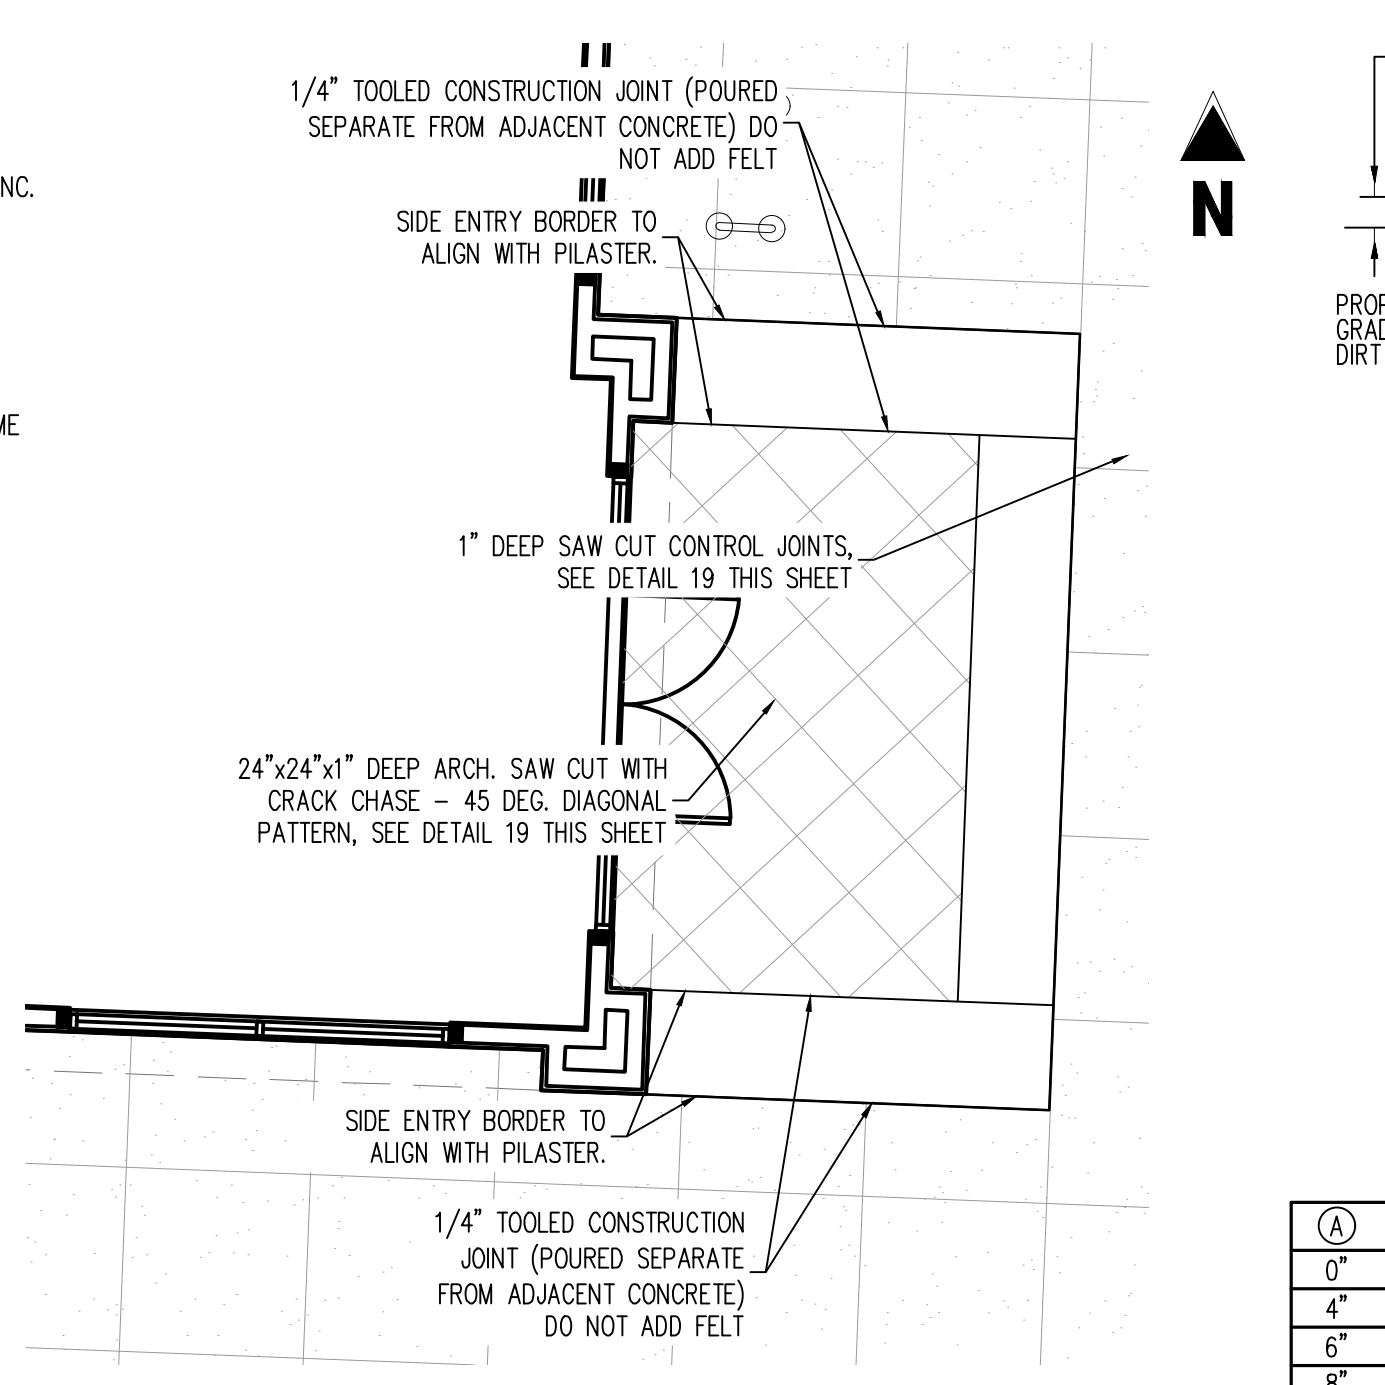 1/4” TOOLED CONSTRUCTION JOINT (POURED
SEPARATE FROM ADJACENT CONCRETE) DO
NOT ADD FELT
NC.
N
SIDE ENTRY BORDER TO
ALIGN WITH PILASTER.
PROP
GRAD
DIRT
ME
1” DEEP SAW CUT CONTROL JOINTS,
SEE DETAIL 19 THIS SHEET
24”x24”x1” DEEP ARCH. SAW CUT WITH
CRACK CHASE – 45 DEG. DIAGONAL
PATTERN, SEE DETAIL 19 THIS SHEET
SIDE ENTRY BORDER TO
ALIGN WITH PILASTER.
1/4” TOOLED CONSTRUCTION
JOINT (POURED SEPARATE
FROM ADJACENT CONCRETE)
DO NOT ADD FELT
A
0”
4”
6”
8”